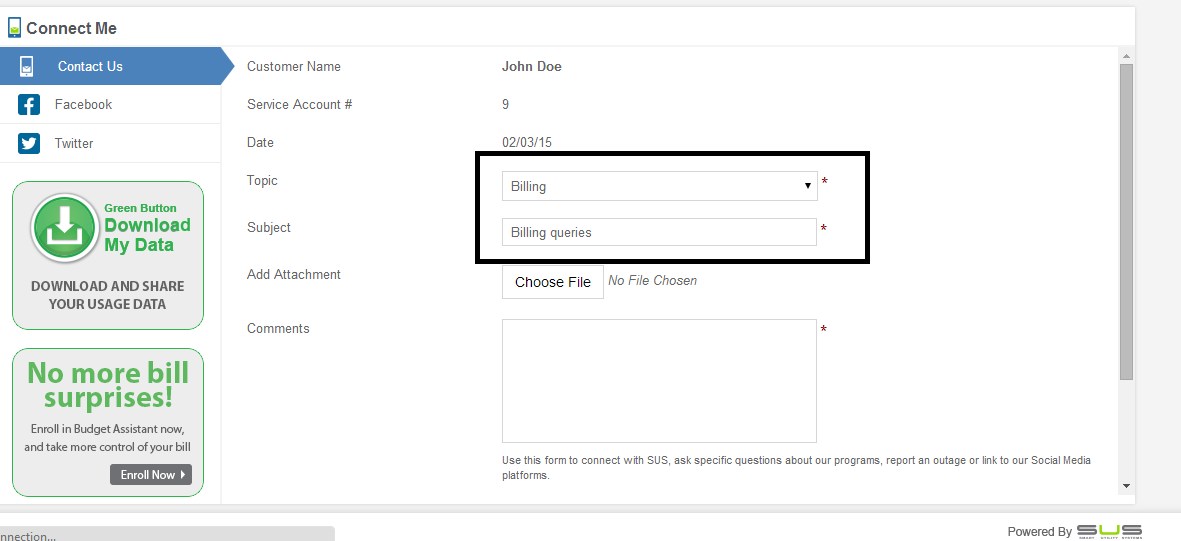 Connect Me
Contact Us
Facebook
Twitter
Green Button
Download
My Data
DOWNLOAD AND SHARE
YOUR USAGE DATA
No more bill
surprises!
Enroll in Budget Assistant now,
and take more control of your bill
Enroll Now
Customer Name John Doe
Service Account # 9
Date 02/03/15
Topic Billing *
Subject Billing queries *
Add Attachment Choose File No File Chosen
Comments *
Use this form to connect with SUS, ask specific questions about our programs, report an outage or link to our Social Media
platforms.
nnection...
Powered By SUS
SMART UTILITY SYSTEMS